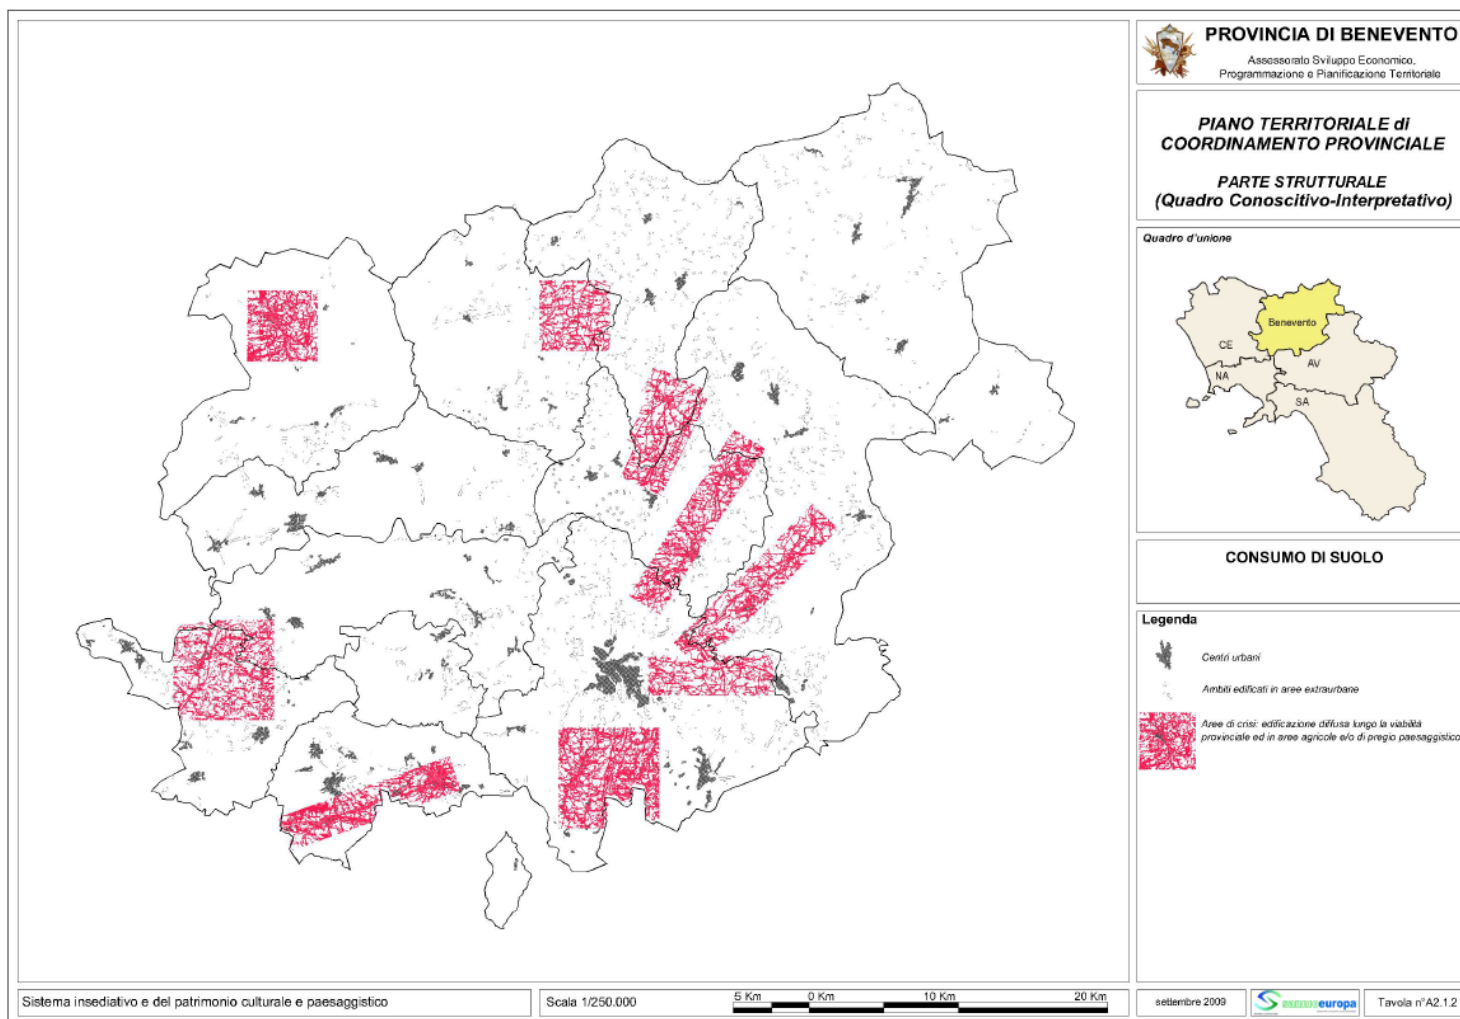 PROVINCIA DI BENEVENTO
Assessorato Sviluppo Economico,
Programmazione e Pianificazione Territoriale
PIANO TERRITORIALE di
COORDINAMENTO PROVINCIALE
PARTE STRUTTURALE
(Quadro Conoscitivo-Interpretativo)
Quadro d'unione
Benevento
CE
AV
NA
SA
CONSUMO DI SUOLO
Legenda
Centri urbani
Ambiti edificati in aree extraurbane
Aree di crisi: edificazione diffusa lungo la viabilità
provinciale ed in aree agricole e/o di pregio paesaggistico
Sistema insediativo e del patrimonio culturale e paesaggistico
Scala 1/250.000
5 Km 0 Km 10 Km 20 Km
settembre 2009
sannioeuropa
Tavola n°A2.1.2